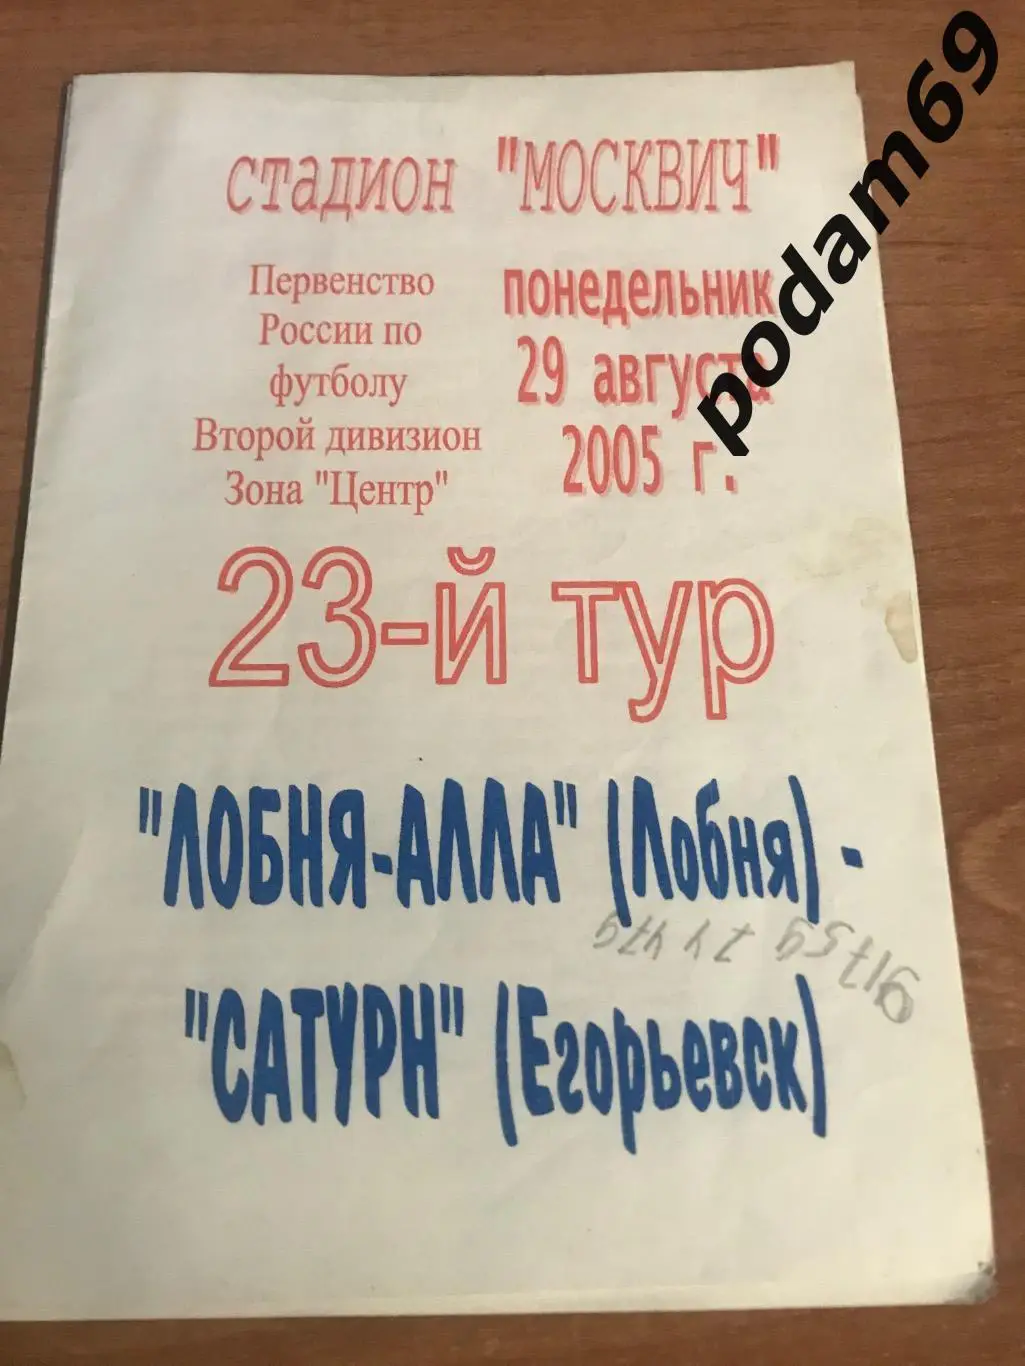 стадион "МОСКВИЧ"
Первенство
России по
футболу
Второй дивизион
Зона "Центр"
понедельник
29 августа
2005 г.
23-й тур
"ЛОБНЯ-АЛЛА" (Лобня) -
"САТУРН" (Егорьевск)
podam69